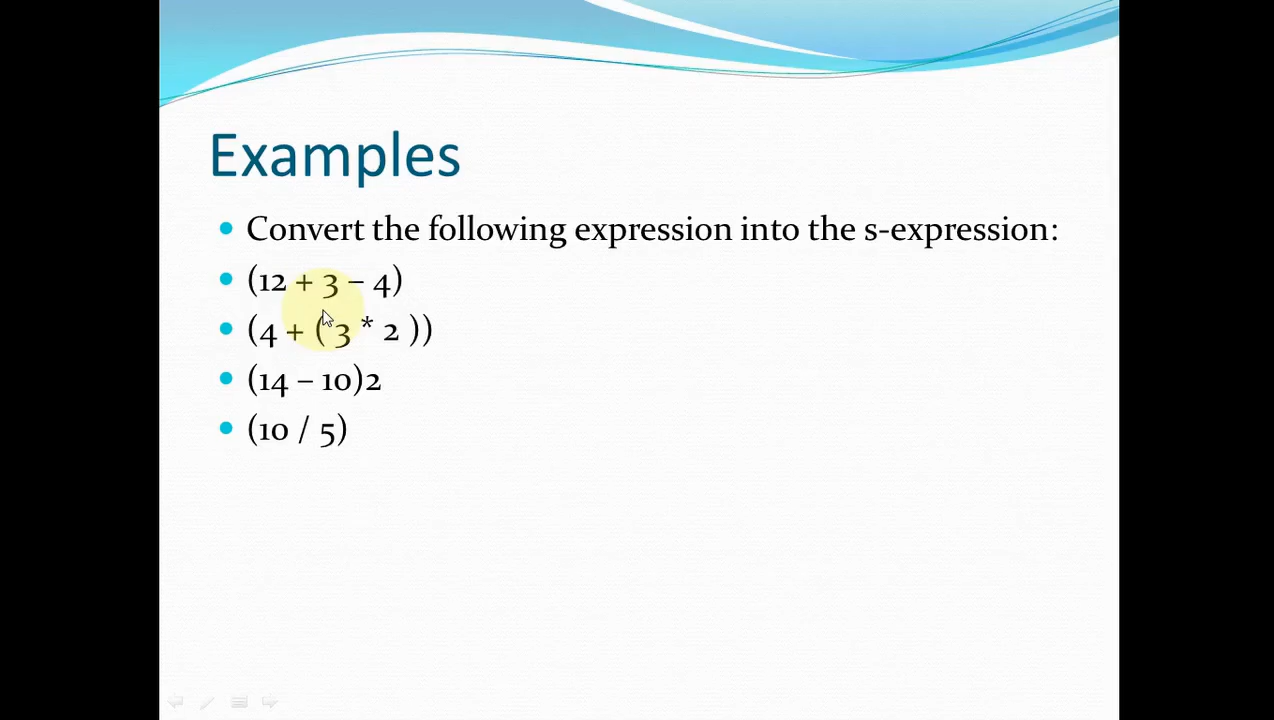 Examples
Convert the following expression into the s-expression:
(12 + 3 – 4)
(4 + ( 3 * 2 ))
(14 – 10)2
(10 / 5)